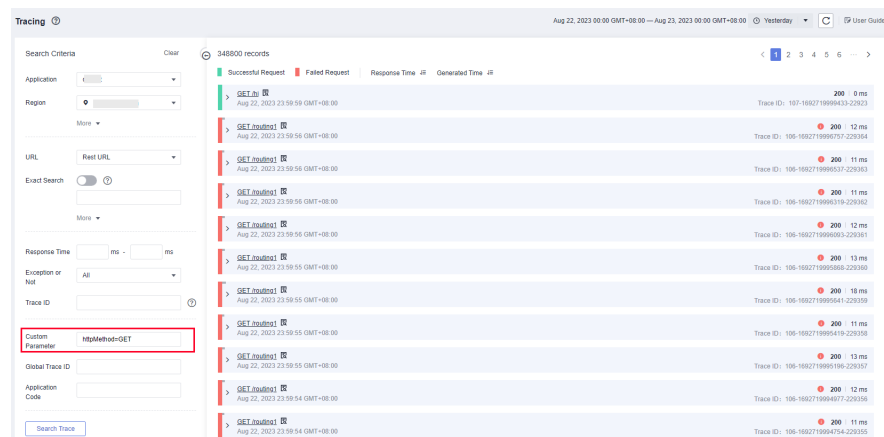 Tracing
Aug 22, 2023 00:00 GMT+08:00 — Aug 23, 2023 00:00 GMT+08:00 Yesterday User Guide
Search Criteria Clear
348800 records
1 2 3 4 5 6 ...
Application
Region
More
URL Rest URL
Exact Search
More
Response Time ms - ms
Exception or Not All
Trace ID
Custom Parameter httpMethod=GET
Global Trace ID
Application Code
Search Trace
Successful Request Failed Request Response Time Generated Time
GET /hi 200 0 ms
Aug 22, 2023 23:59:59 GMT+08:00 Trace ID: 107-1692719999433-22923
GET /routing1 200 12 ms
Aug 22, 2023 23:59:56 GMT+08:00 Trace ID: 106-1692719996757-229364
GET /routing1 200 11 ms
Aug 22, 2023 23:59:56 GMT+08:00 Trace ID: 106-1692719996537-229363
GET /routing1 200 11 ms
Aug 22, 2023 23:59:56 GMT+08:00 Trace ID: 106-1692719996319-229362
GET /routing1 200 12 ms
Aug 22, 2023 23:59:56 GMT+08:00 Trace ID: 106-1692719996093-229361
GET /routing1 200 13 ms
Aug 22, 2023 23:59:55 GMT+08:00 Trace ID: 106-1692719995868-229360
GET /routing1 200 18 ms
Aug 22, 2023 23:59:55 GMT+08:00 Trace ID: 106-1692719995641-229359
GET /routing1 200 11 ms
Aug 22, 2023 23:59:55 GMT+08:00 Trace ID: 106-1692719995419-229358
GET /routing1 200 13 ms
Aug 22, 2023 23:59:55 GMT+08:00 Trace ID: 106-1692719995196-229357
GET /routing1 200 12 ms
Aug 22, 2023 23:59:54 GMT+08:00 Trace ID: 106-1692719994977-229356
GET /routing1 200 11 ms
Aug 22, 2023 23:59:54 GMT+08:00 Trace ID: 106-1692719994754-229355